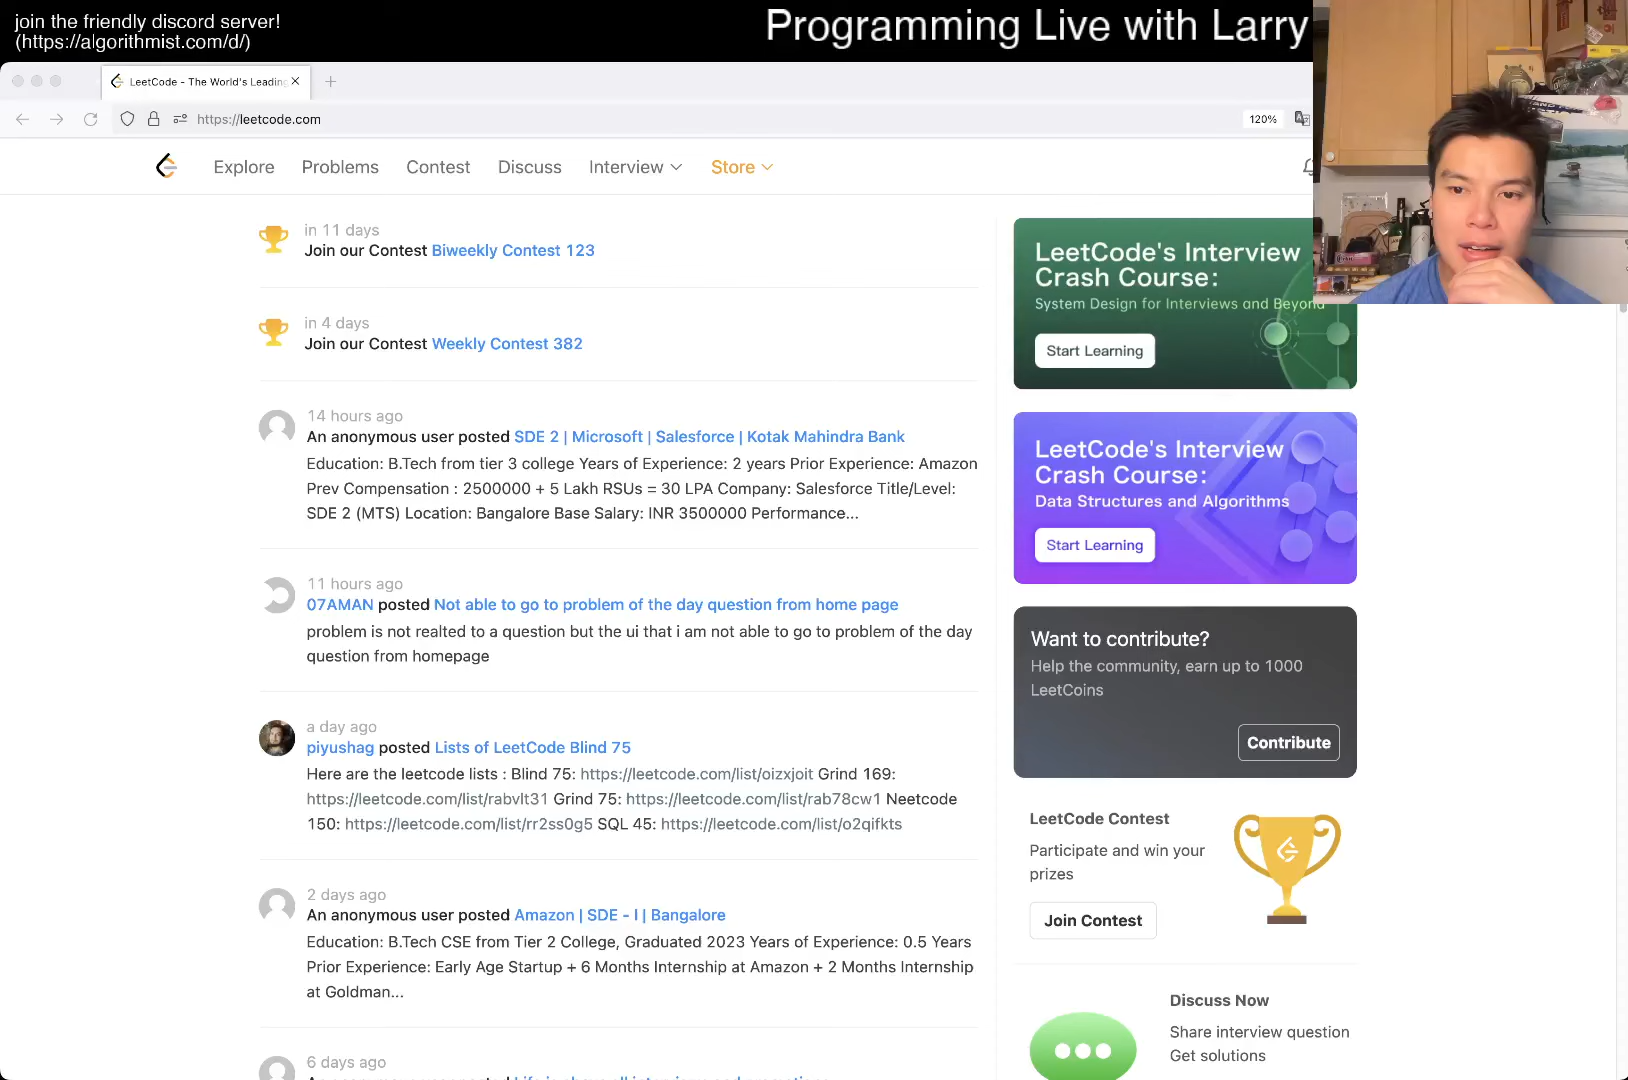 join the friendly discord server!
(https://algorithmist.com/d/)
Programming Live with Larry
LeetCode - The World's Leading
https://leetcode.com
120%
Explore
Problems
Contest
Discuss
Interview
Store
in 11 days
Join our Contest Biweekly Contest 123
in 4 days
Join our Contest Weekly Contest 382
14 hours ago
An anonymous user posted SDE 2 | Microsoft | Salesforce | Kotak Mahindra Bank
Education: B.Tech from tier 3 college Years of Experience: 2 years Prior Experience: Amazon
Prev Compensation : 2500000 + 5 Lakh RSUs = 30 LPA Company: Salesforce Title/Level:
SDE 2 (MTS) Location: Bangalore Base Salary: INR 3500000 Performance...
11 hours ago
07AMAN posted Not able to go to problem of the day question from home page
problem is not realted to a question but the ui that i am not able to go to problem of the day
question from homepage
a day ago
piyushag posted Lists of LeetCode Blind 75
Here are the leetcode lists : Blind 75: https://leetcode.com/list/oizxjoit Grind 169:
https://leetcode.com/list/rabvlt31 Grind 75: https://leetcode.com/list/rab78cw1 Neetcode
150: https://leetcode.com/list/rr2ss0g5 SQL 45: https://leetcode.com/list/o2qifkts
2 days ago
An anonymous user posted Amazon | SDE - I | Bangalore
Education: B.Tech CSE from Tier 2 College, Graduated 2023 Years of Experience: 0.5 Years
Prior Experience: Early Age Startup + 6 Months Internship at Amazon + 2 Months Internship
at Goldman...
6 days ago
LeetCode's Interview
Crash Course:
System Design for Interviews and Beyond
Start Learning
LeetCode's Interview
Crash Course:
Data Structures and Algorithms
Start Learning
Want to contribute?
Help the community, earn up to 1000
LeetCoins
Contribute
LeetCode Contest
Participate and win your
prizes
Join Contest
Discuss Now
Share interview question
Get solutions